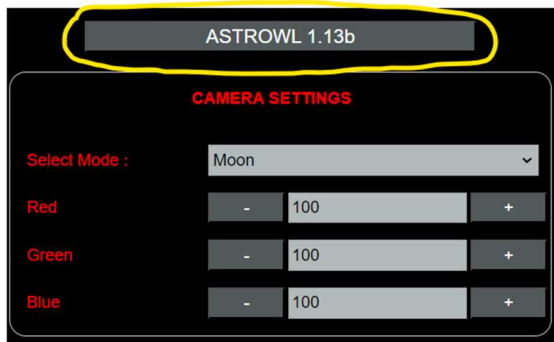 ASTROWL 1.13b
CAMERA SETTINGS
Select Mode : Moon
Red - 100 +
Green - 100 +
Blue - 100 +